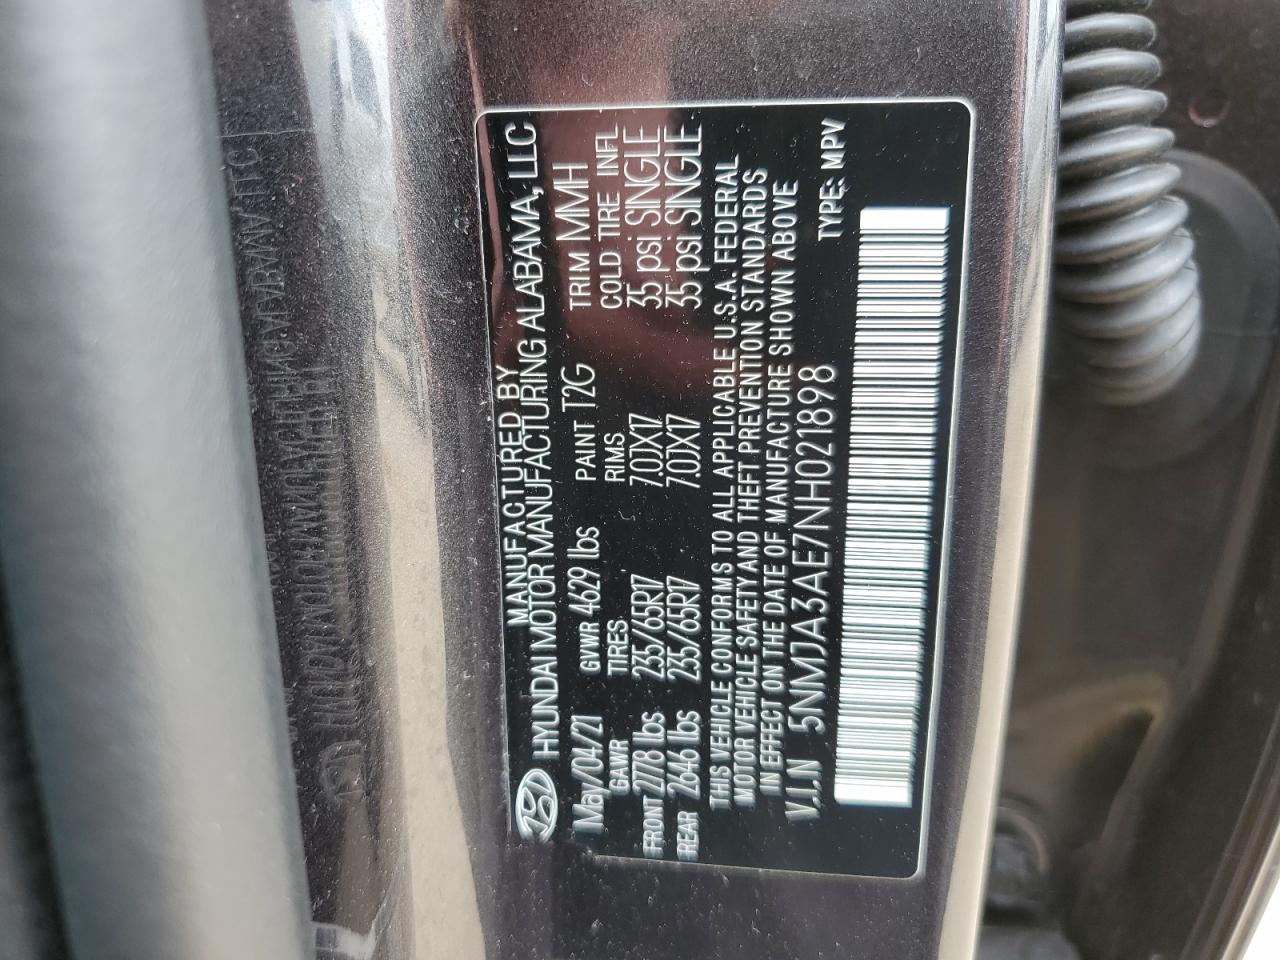 MANUFACTURED BY
HYUNDAI MOTOR MANUFACTURING ALABAMA, LLC
May/04/21 GVWR 4629 lbs PAINT T2G TRIM MMH
GAWR TIRES RIMS COLD TIRE INFL
FRONT 2778 lbs 235/65R17 7.0JX17 35 psi SINGLE
REAR 2646 lbs 235/65R17 7.0JX17 35 psi SINGLE
THIS VEHICLE CONFORMS TO ALL APPLICABLE U.S.A. FEDERAL
MOTOR VEHICLE SAFETY AND THEFT PREVENTION STANDARDS
IN EFFECT ON THE DATE OF MANUFACTURE SHOWN ABOVE
V.I.N 5NMJA3AE7NH021898 TYPE: MPV